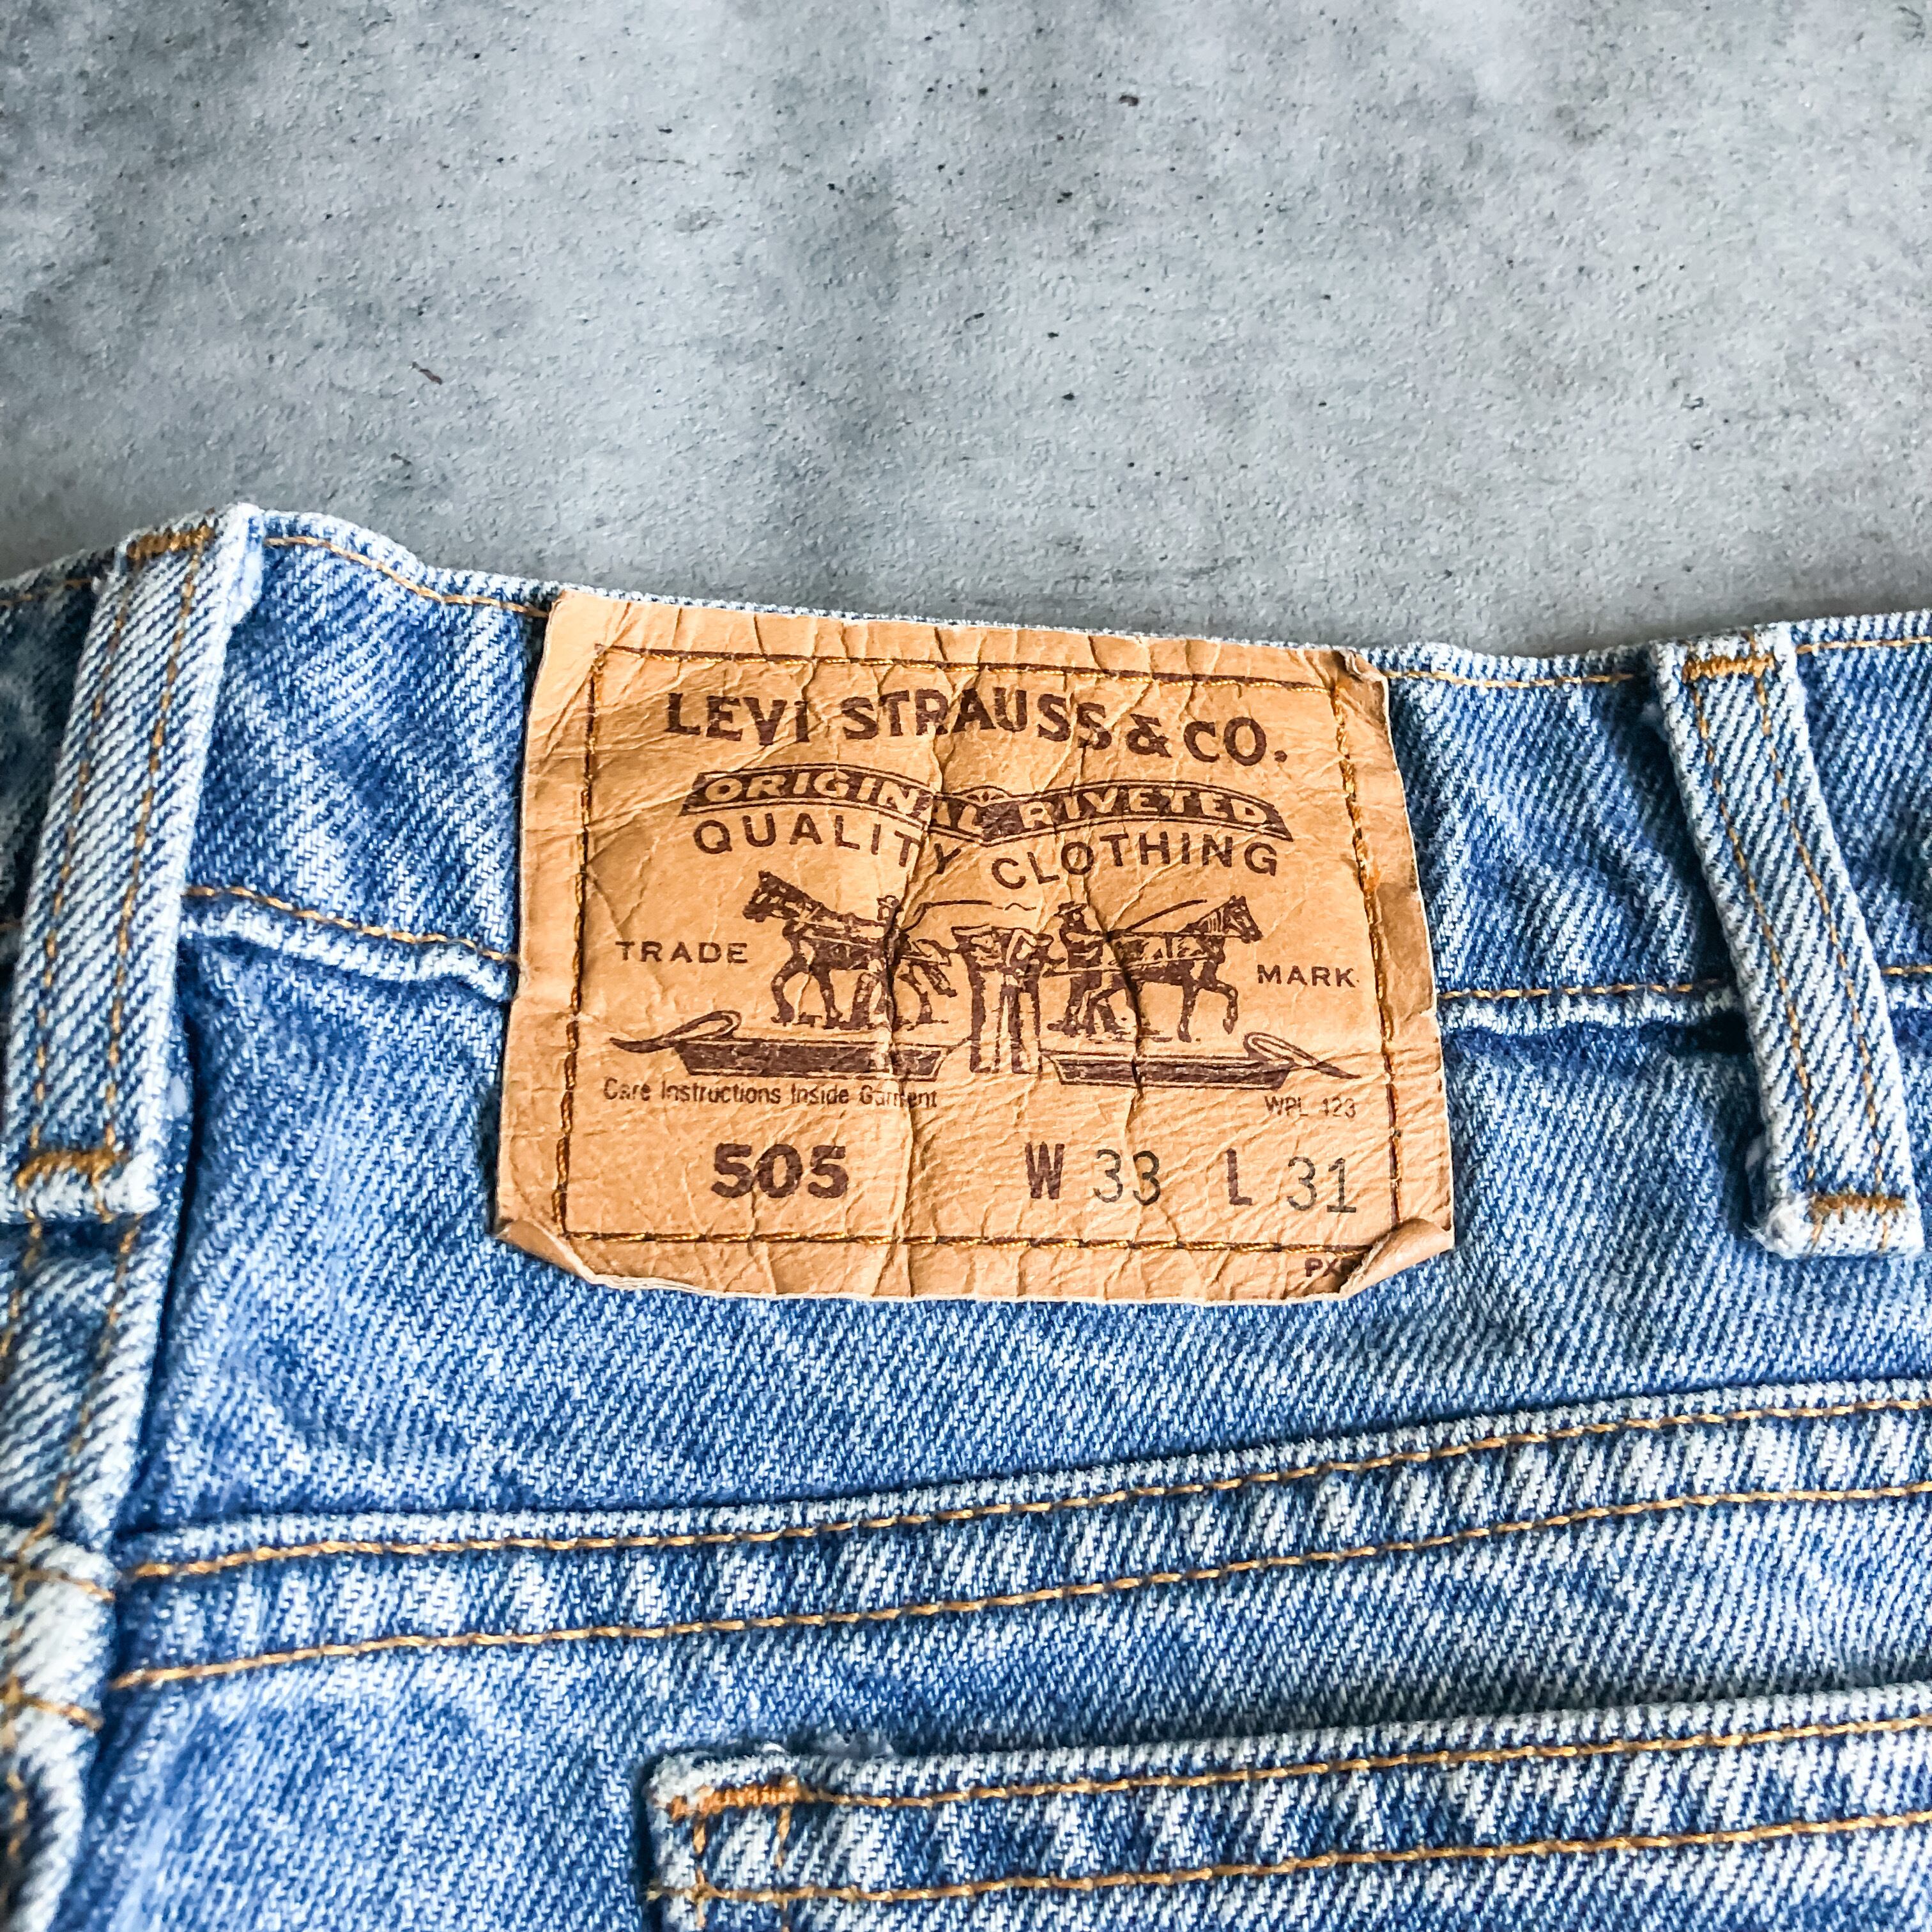 LEVI STRAUSS & CO.
ORIGINAL RIVETED
QUALITY CLOTHING
TRADE MARK
Care Instructions Inside Garment WPL 423
505 W 33 L 31